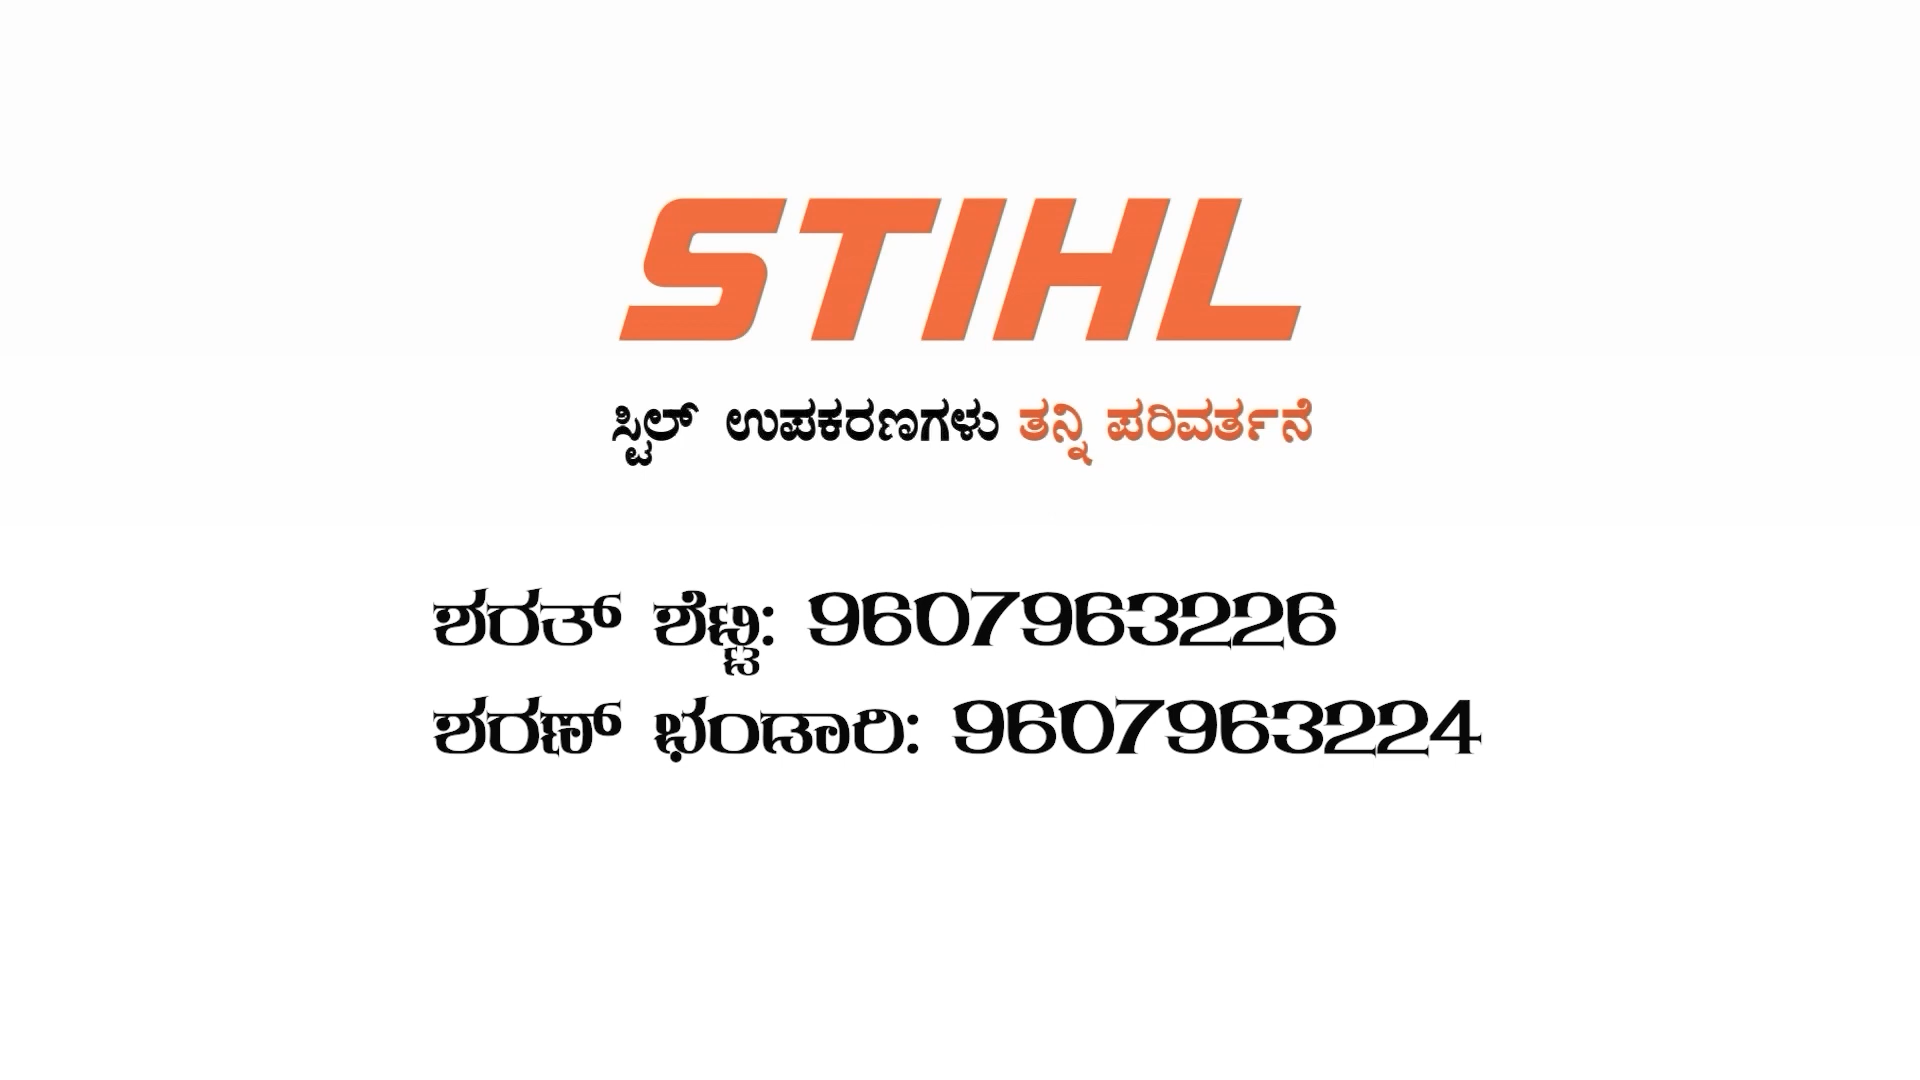 STIHL
ಸ್ಟಿಲ್ ಉಪಕರಣಗಳು ತನ್ನಿ ಪರಿವರ್ತನೆ
ಶರತ್ ಶೆಟ್ಟಿ: 9607963226
ಶರಣ್ ಭಂಡಾರಿ: 9607963224